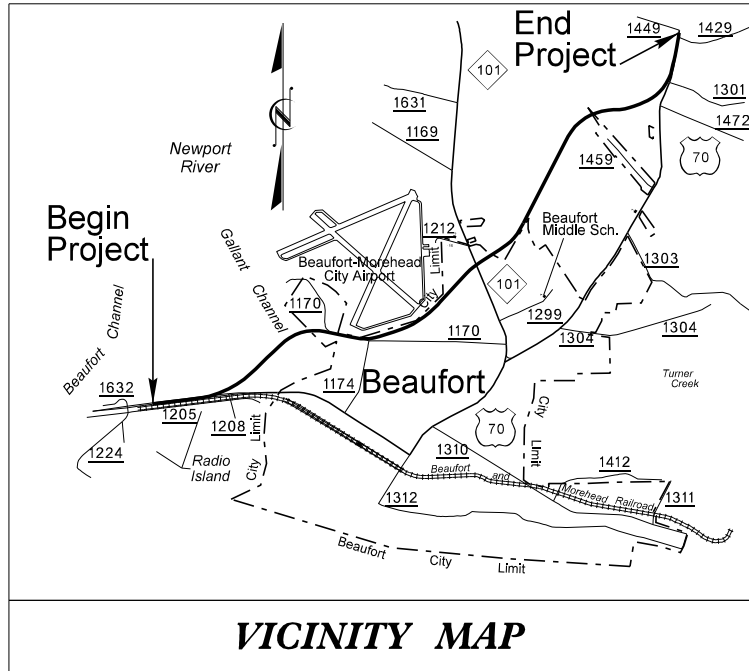 End
Project
1449
1429
101
1631
1169
1301
1472
70
1459
Newport
River
Begin
Project
Gallant
Channel
1212
Beaufort
Middle Sch.
Beaufort-Morehead
City Airport
City
Limit
101
1303
1170
1170
1299
1304
1304
Beaufort
Channel
1174
Beaufort
Turner
Creek
1632
1205
1208
1224
Radio
Island
City
Limit
70
City
Limit
1310
Beaufort
and
Morehead
Railroad
1412
1311
1312
Beaufort
City
Limit
VICINITY MAP